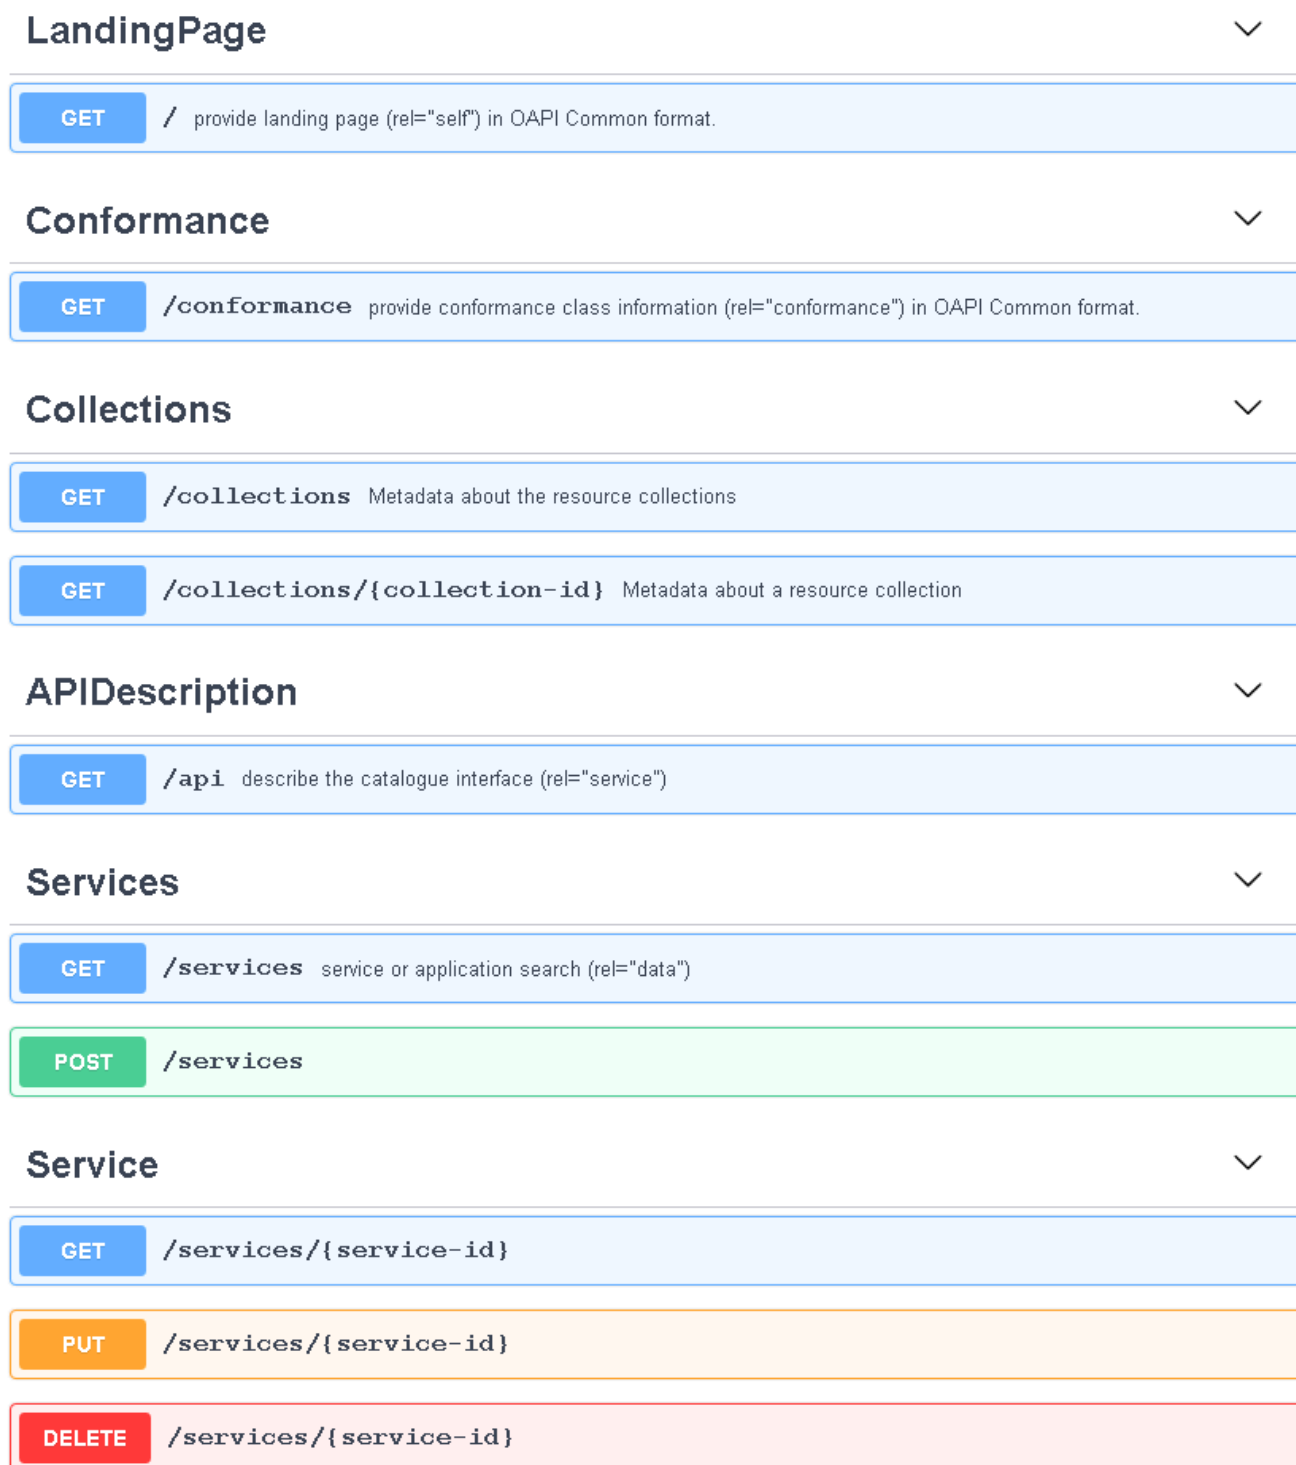 LandingPage
GET / provide landing page (rel="self") in OAPI Common format.
Conformance
GET /conformance provide conformance class information (rel="conformance") in OAPI Common format.
Collections
GET /collections Metadata about the resource collections
GET /collections/{collection-id} Metadata about a resource collection
APIDescription
GET /api describe the catalogue interface (rel="service")
Services
GET /services service or application search (rel="data")
POST /services
Service
GET /services/{service-id}
PUT /services/{service-id}
DELETE /services/{service-id}